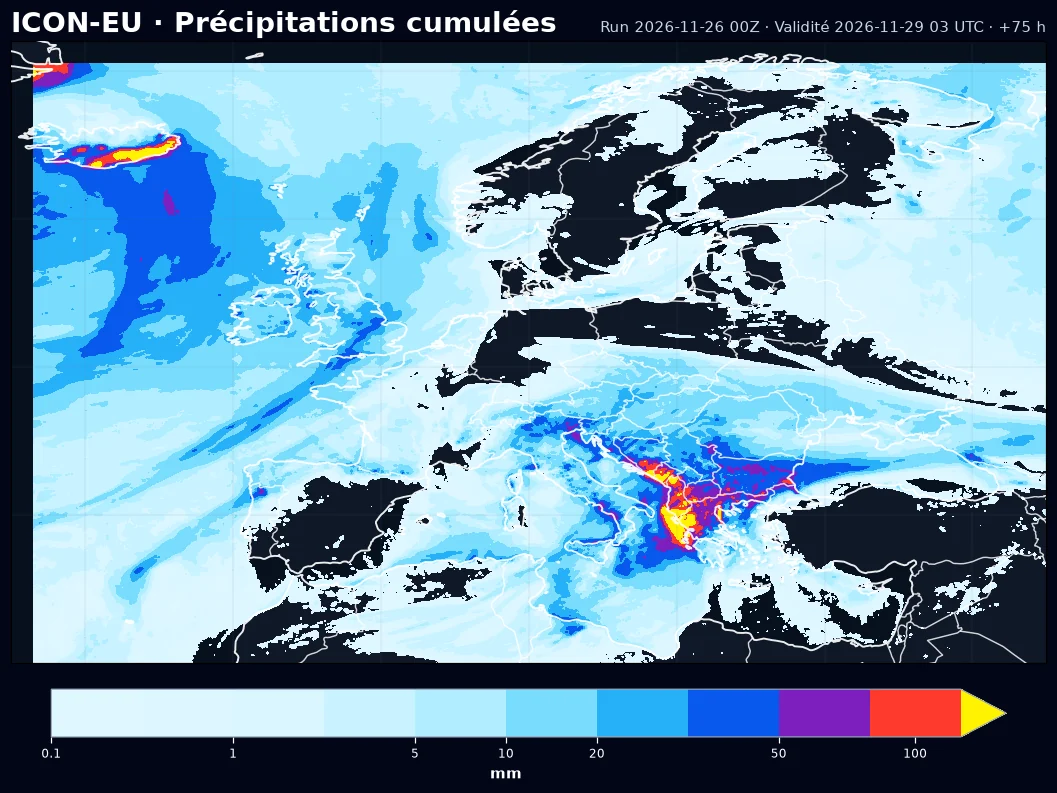 ICON-EU · Précipitations cumulées
Run 2026-11-26 00Z · Validité 2026-11-29 03 UTC · +75 h
0.1 1 5 10 20 50 100
mm